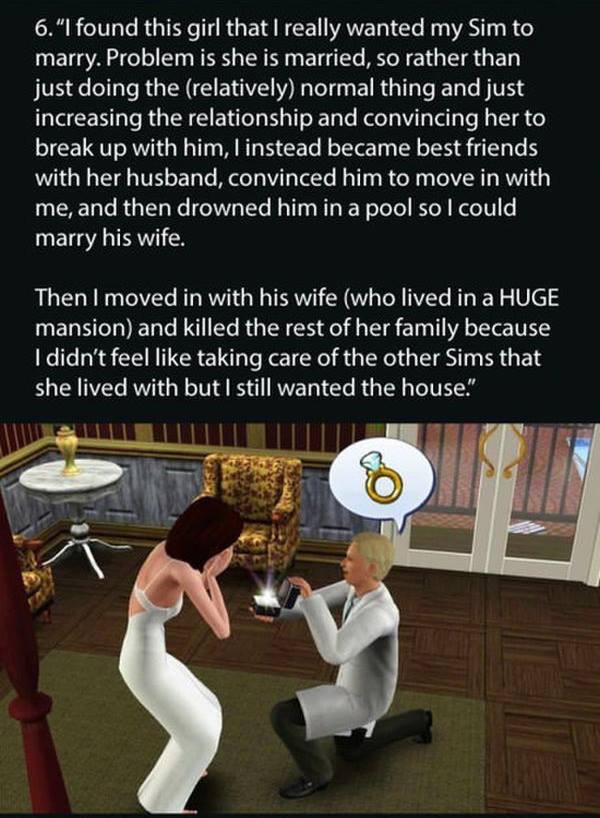 6. "I found this girl that I really wanted my Sim to
marry. Problem is she is married, so rather than
just doing the (relatively) normal thing and just
increasing the relationship and convincing her to
break up with him, I instead became best friends
with her husband, convinced him to move in with
me, and then drowned him in a pool so I could
marry his wife.
Then I moved in with his wife (who lived in a HUGE
mansion) and killed the rest of her family because
I didn't feel like taking care of the other Sims that
she lived with but I still wanted the house."